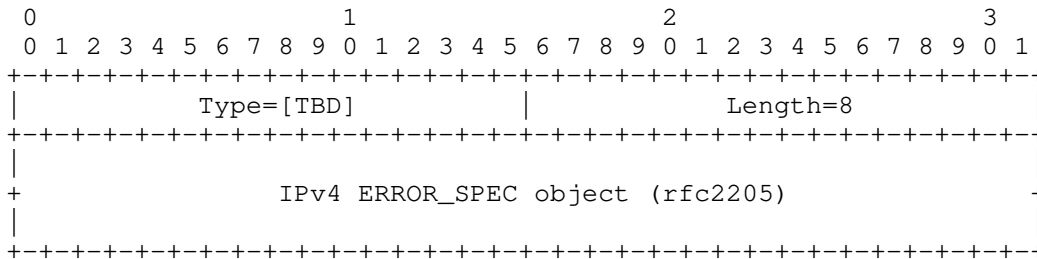 0                   1                   2                   3
 0 1 2 3 4 5 6 7 8 9 0 1 2 3 4 5 6 7 8 9 0 1 2 3 4 5 6 7 8 9 0 1
+-+-+-+-+-+-+-+-+-+-+-+-+-+-+-+-+-+-+-+-+-+-+-+-+-+-+-+-+-+-+-+--
|           Type=[TBD]          |            Length=8
+-+-+-+-+-+-+-+-+-+-+-+-+-+-+-+-+-+-+-+-+-+-+-+-+-+-+-+-+-+-+-+--
|
+                IPv4 ERROR_SPEC object (rfc2205)               -
|
+-+-+-+-+-+-+-+-+-+-+-+-+-+-+-+-+-+-+-+-+-+-+-+-+-+-+-+-+-+-+-+--